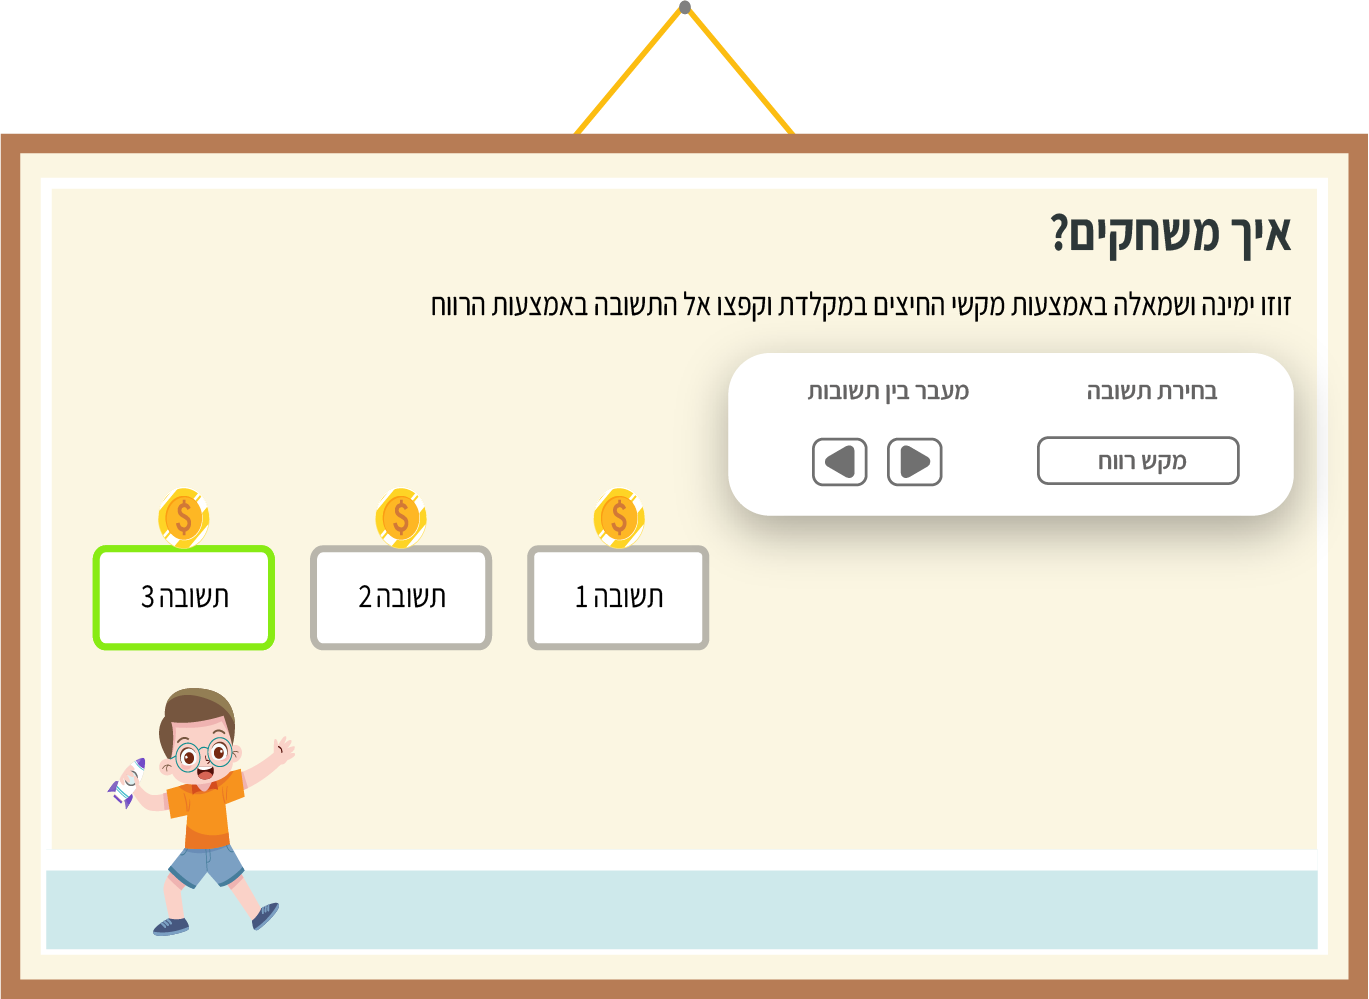 איך משחקים?
זוזו ימינה ושמאלה באמצעות מקשי החיצים במקלדת וקפצו אל התשובה באמצעות הרווח
בחירת תשובה
מעבר בין תשובות
מקש רווח
$ $ $
תשובה 1
תשובה 2
תשובה 3